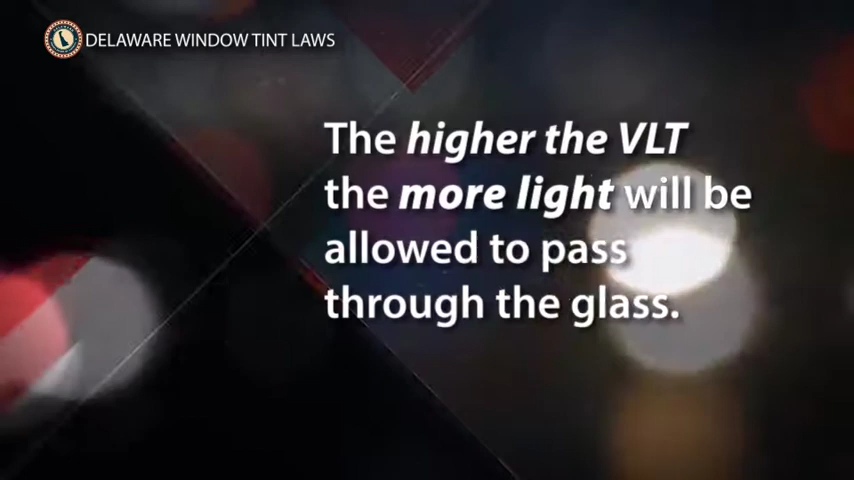 DELAWARE WINDOW TINT LAWS
The higher the VLT
the more light will be
allowed to pass
through the glass.